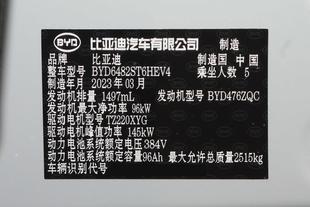 BYD 比亚迪汽车有限公司 制造
品牌 比亚迪 制造国 中国
整车型号 BYD6482ST6HEV4 乘坐人数 5
制造年月 2023年03月
发动机排量 1497mL 发动机型号 BYD476ZQC
发动机最大净功率 96kW
驱动电机型号 TZ220XYG
驱动电机峰值功率 145kW
动力电池系统额定电压 384V
动力电池系统额定容量 96Ah 最大允许总质量 2515kg
车辆识别代号